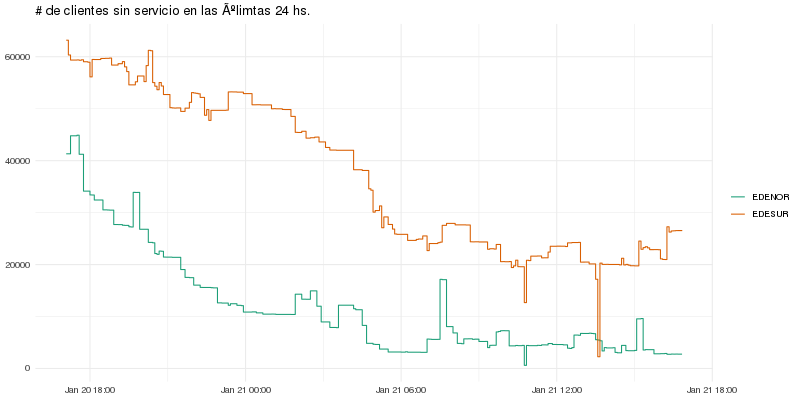 # de clientes sin servicio en las Ãºlimtas 24 hs.
60000
40000
20000
0
Jan 20 18:00
Jan 21 00:00
Jan 21 06:00
Jan 21 12:00
Jan 21 18:00
EDENOR
EDESUR